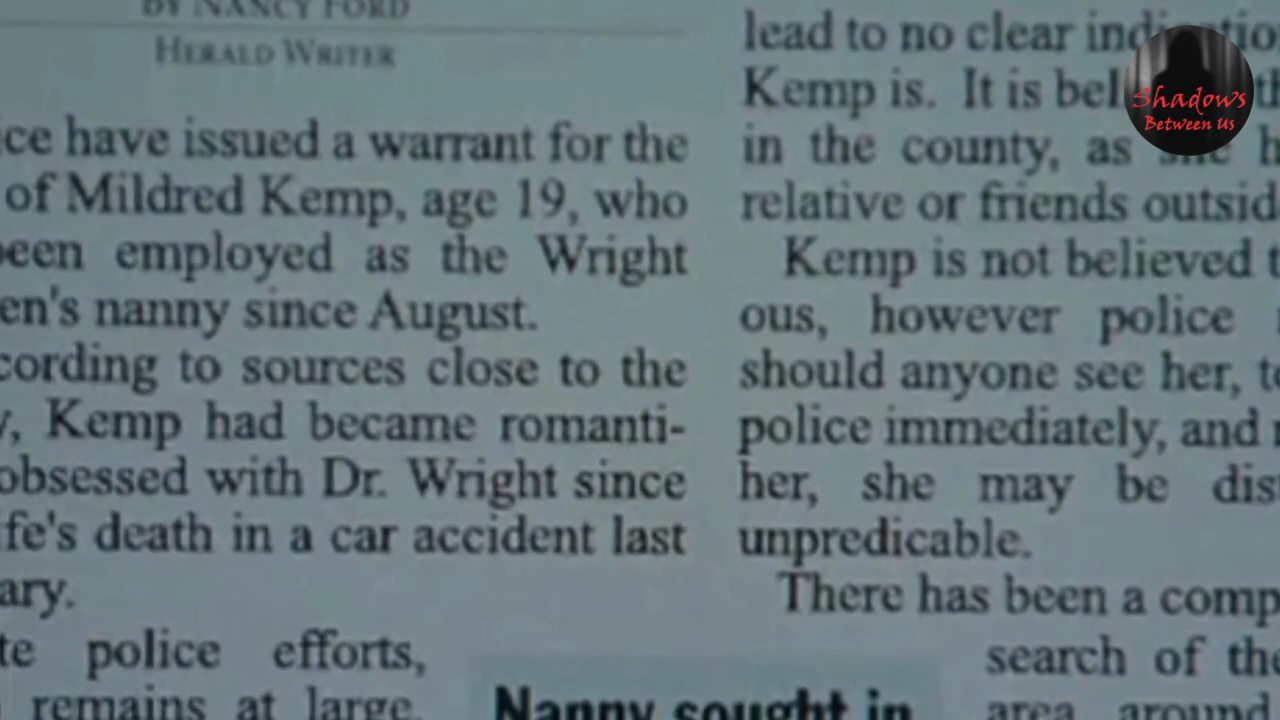 BY NANCY FORD
HERALD WRITER
ice have issued a warrant for the
of Mildred Kemp, age 19, who
been employed as the Wright
en's nanny since August.
cording to sources close to the
y, Kemp had became romanti-
obsessed with Dr. Wright since
ife's death in a car accident last
ary.
te police efforts,
remains at large.
Nanny sought in
lead to no clear
Kemp is. It is
in the county, as she
relative or friends outsid
Kemp is not believed t
ous, however police
should anyone see her, to
police immediately, and
her, she may be dist
unpredicable.
There has been a comp
search of the
area around
Shadows
Between Us